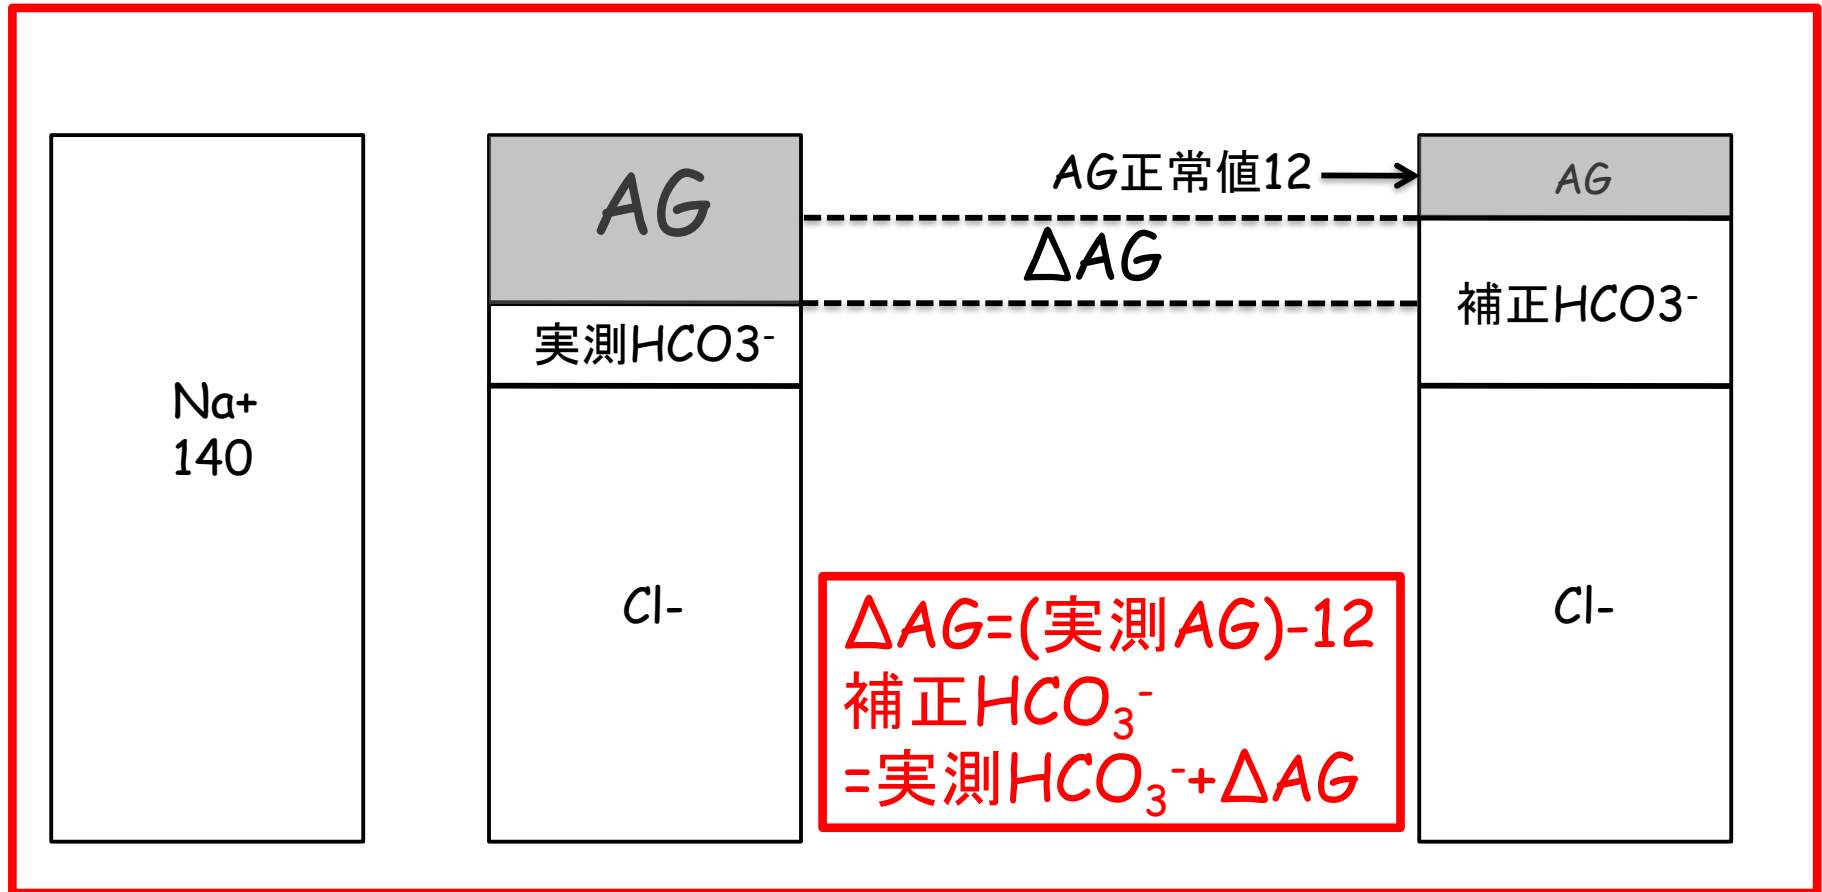 Na+
140
AG
実測HCO3⁻
Cl-
AG正常値12
ΔAG
AG
補正HCO3⁻
Cl-
ΔAG=(実測AG)-12
補正HCO₃⁻
=実測HCO₃⁻+ΔAG